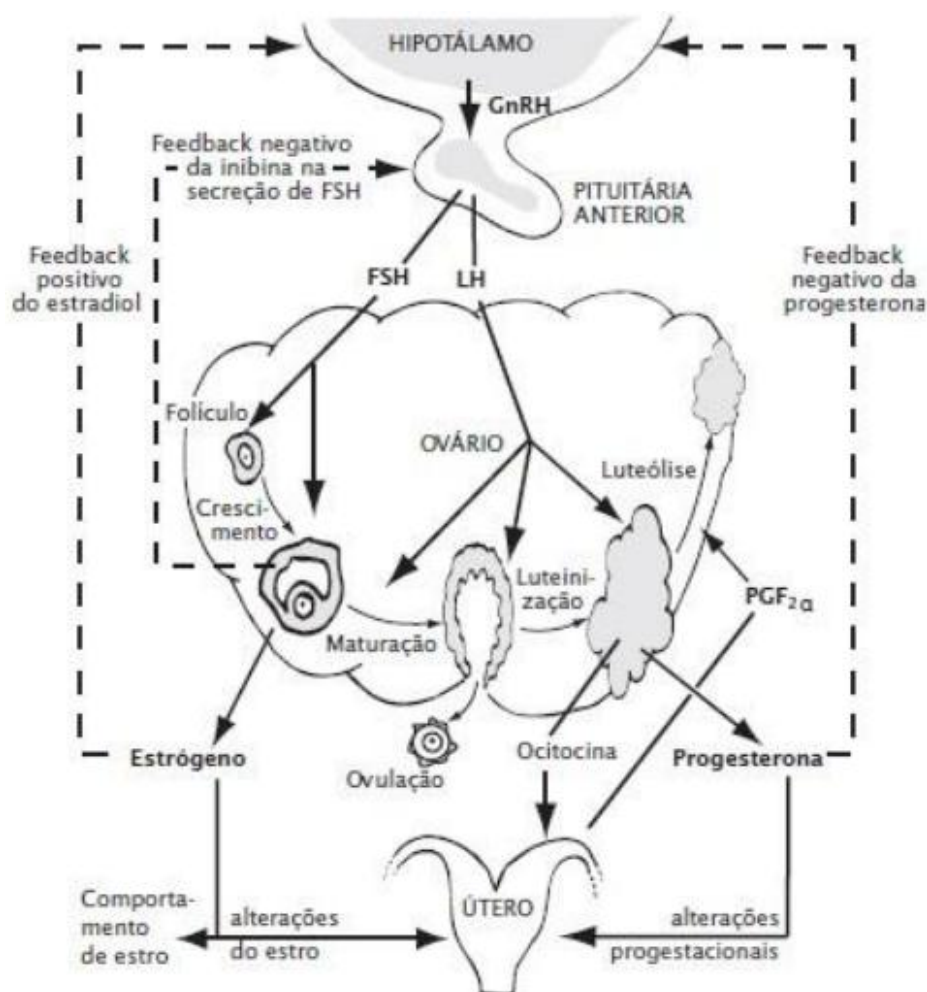 HIPOTÁLAMO
GnRH
Feedback negativo
da inibina na
secreção de FSH
PITUITÁRIA
ANTERIOR
Feedback
positivo
do estradiol
FSH
LH
Feedback
negativo da
progesterona
Folículo
OVÁRIO
Luteólise
Cresci-
mento
Luteini-
zação
PGF2α
Maturação
Estrógeno
Ovulação
Ocitocina
Progesterona
Comporta-
mento
de estro
alterações
do estro
ÚTERO
alterações
progestacionais